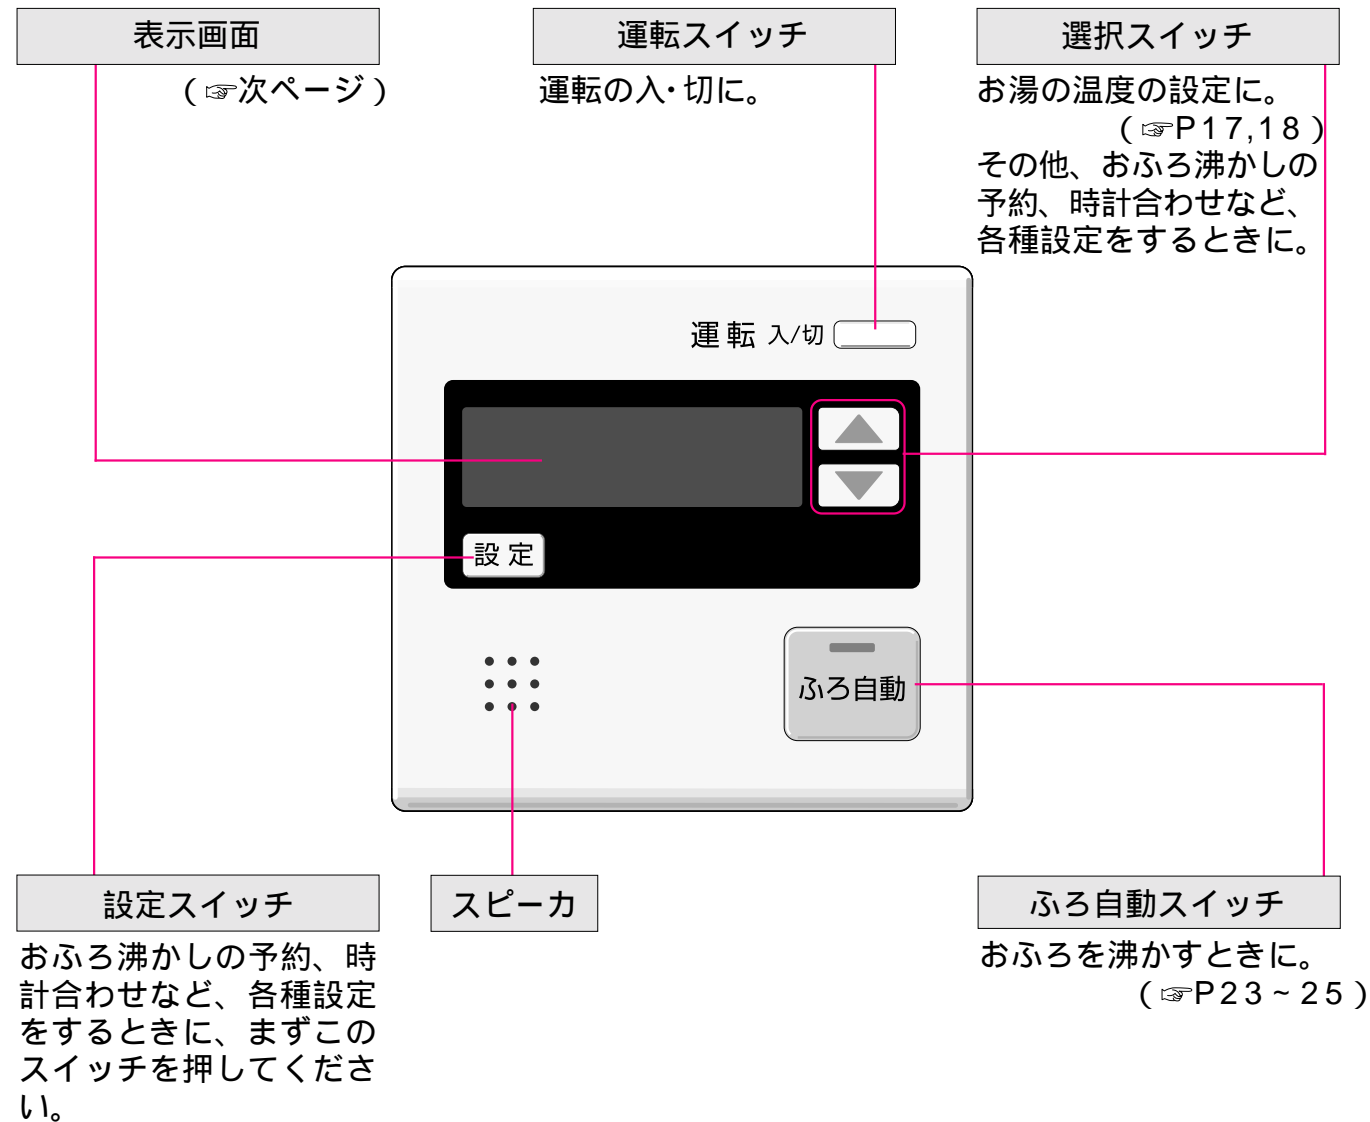 表示画面
(☞次ページ)
運転スイッチ
運転の入・切に。
選択スイッチ
お湯の温度の設定に。
(☞P17,18)
その他、おふろ沸かしの
予約、時計合わせなど、
各種設定をするときに。
運転 入/切
設定
ふろ自動
設定スイッチ
おふろ沸かしの予約、時
計合わせなど、各種設定
をするときに、まずこの
スイッチを押してくださ
い。
スピーカ
ふろ自動スイッチ
おふろを沸かすときに。
(☞P23~25)